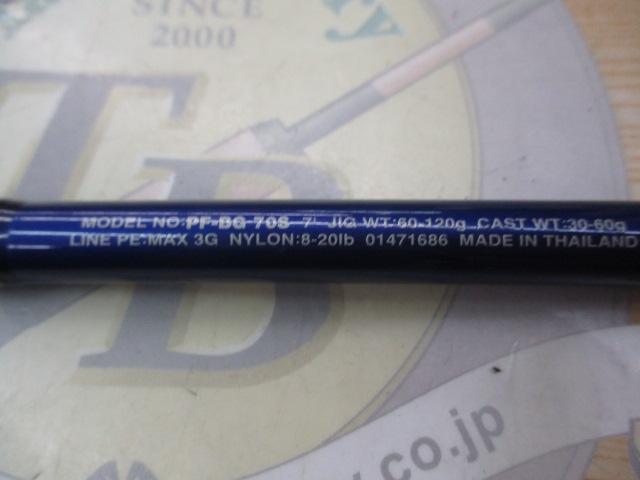 SINCE
2000
TB
MODEL NO:PF-BG 70S 7' JIG WT:60-120g CAST WT:30-60g
LINE PE:MAX 3G NYLON:8-20lb 01471686 MADE IN THAILAND
.co.jp